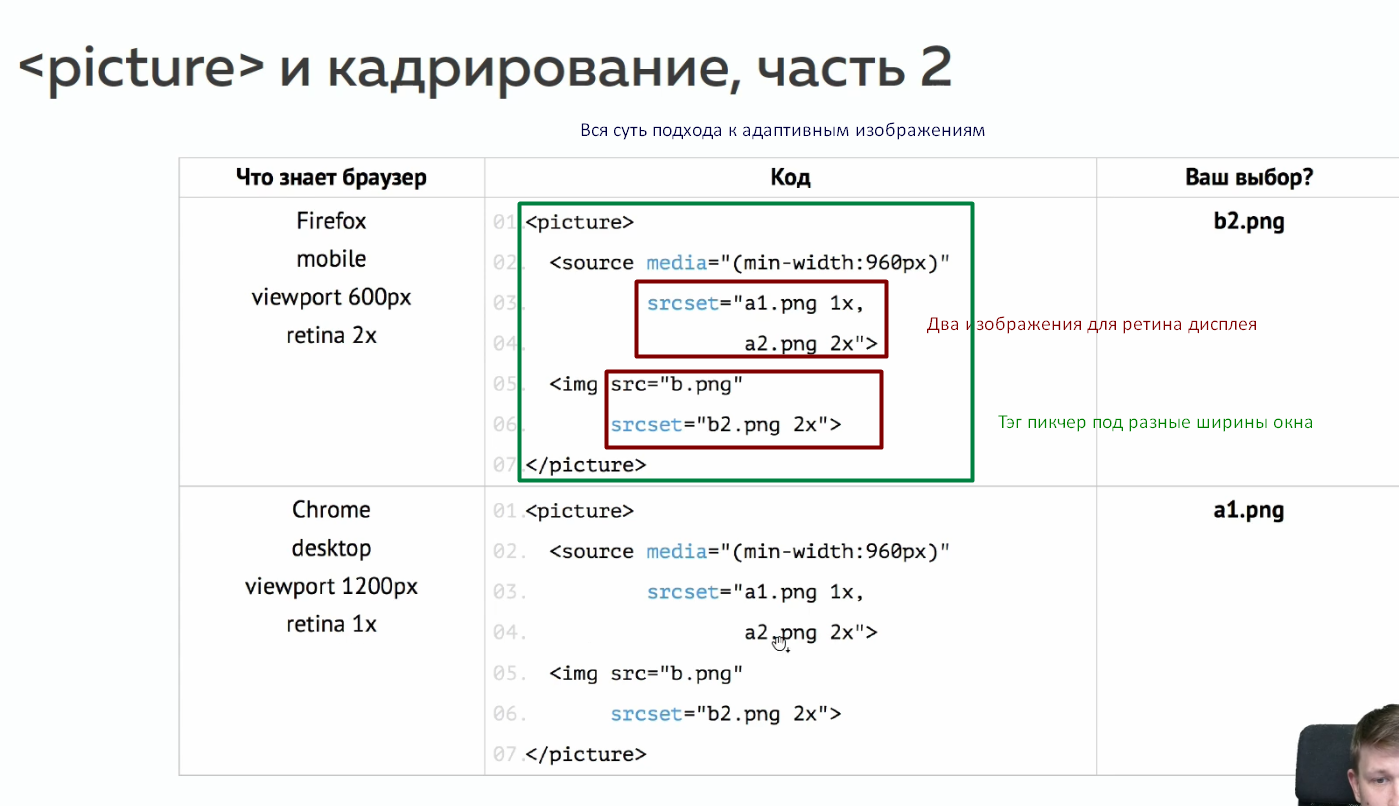 <picture> и кадрирование, часть 2
Вся суть подхода к адаптивным изображениям
Что знает браузер
Код
Ваш выбор?
Firefox
mobile
viewport 600px
retina 2x
01. <picture>
02. <source media="(min-width:960px)"
03. srcset="a1.png 1x,
04. a2.png 2x">
05. <img src="b.png"
06. srcset="b2.png 2x">
07. </picture>
b2.png
Два изображения для ретина дисплея
Тэг пикчер под разные ширины окна
Chrome
desktop
viewport 1200px
retina 1x
01. <picture>
02. <source media="(min-width:960px)"
03. srcset="a1.png 1x,
04. a2.png 2x">
05. <img src="b.png"
06. srcset="b2.png 2x">
07. </picture>
a1.png